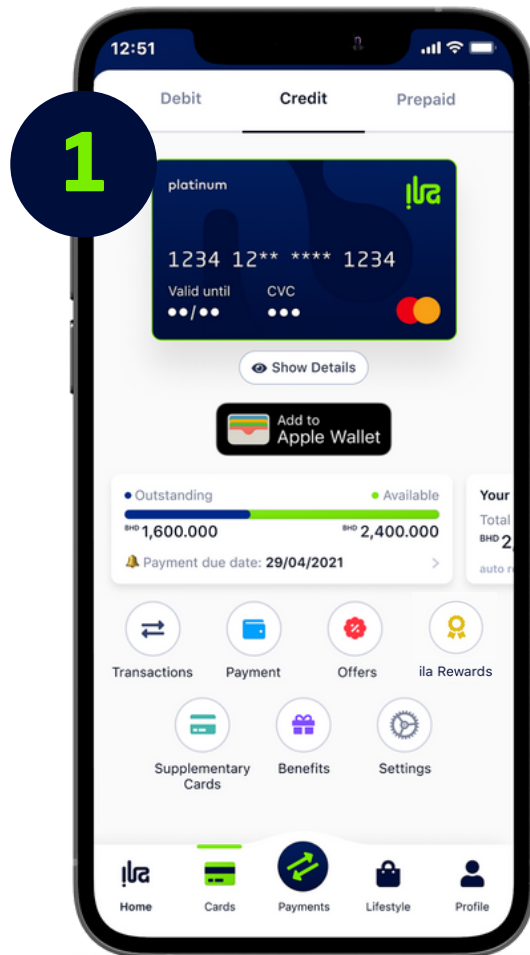 12:51
Debit Credit Prepaid
1
platinum ila
1234 12** **** 1234
Valid until CVC
••/•• •••
Show Details
Add to
Apple Wallet
• Outstanding • Available
BHD 1,600.000 BHD 2,400.000
Payment due date: 29/04/2021 >
Your
Total
BHD 2,
auto r
Transactions Payment Offers ila Rewards
Supplementary
Cards
Benefits Settings
ila
Home Cards Payments Lifestyle Profile